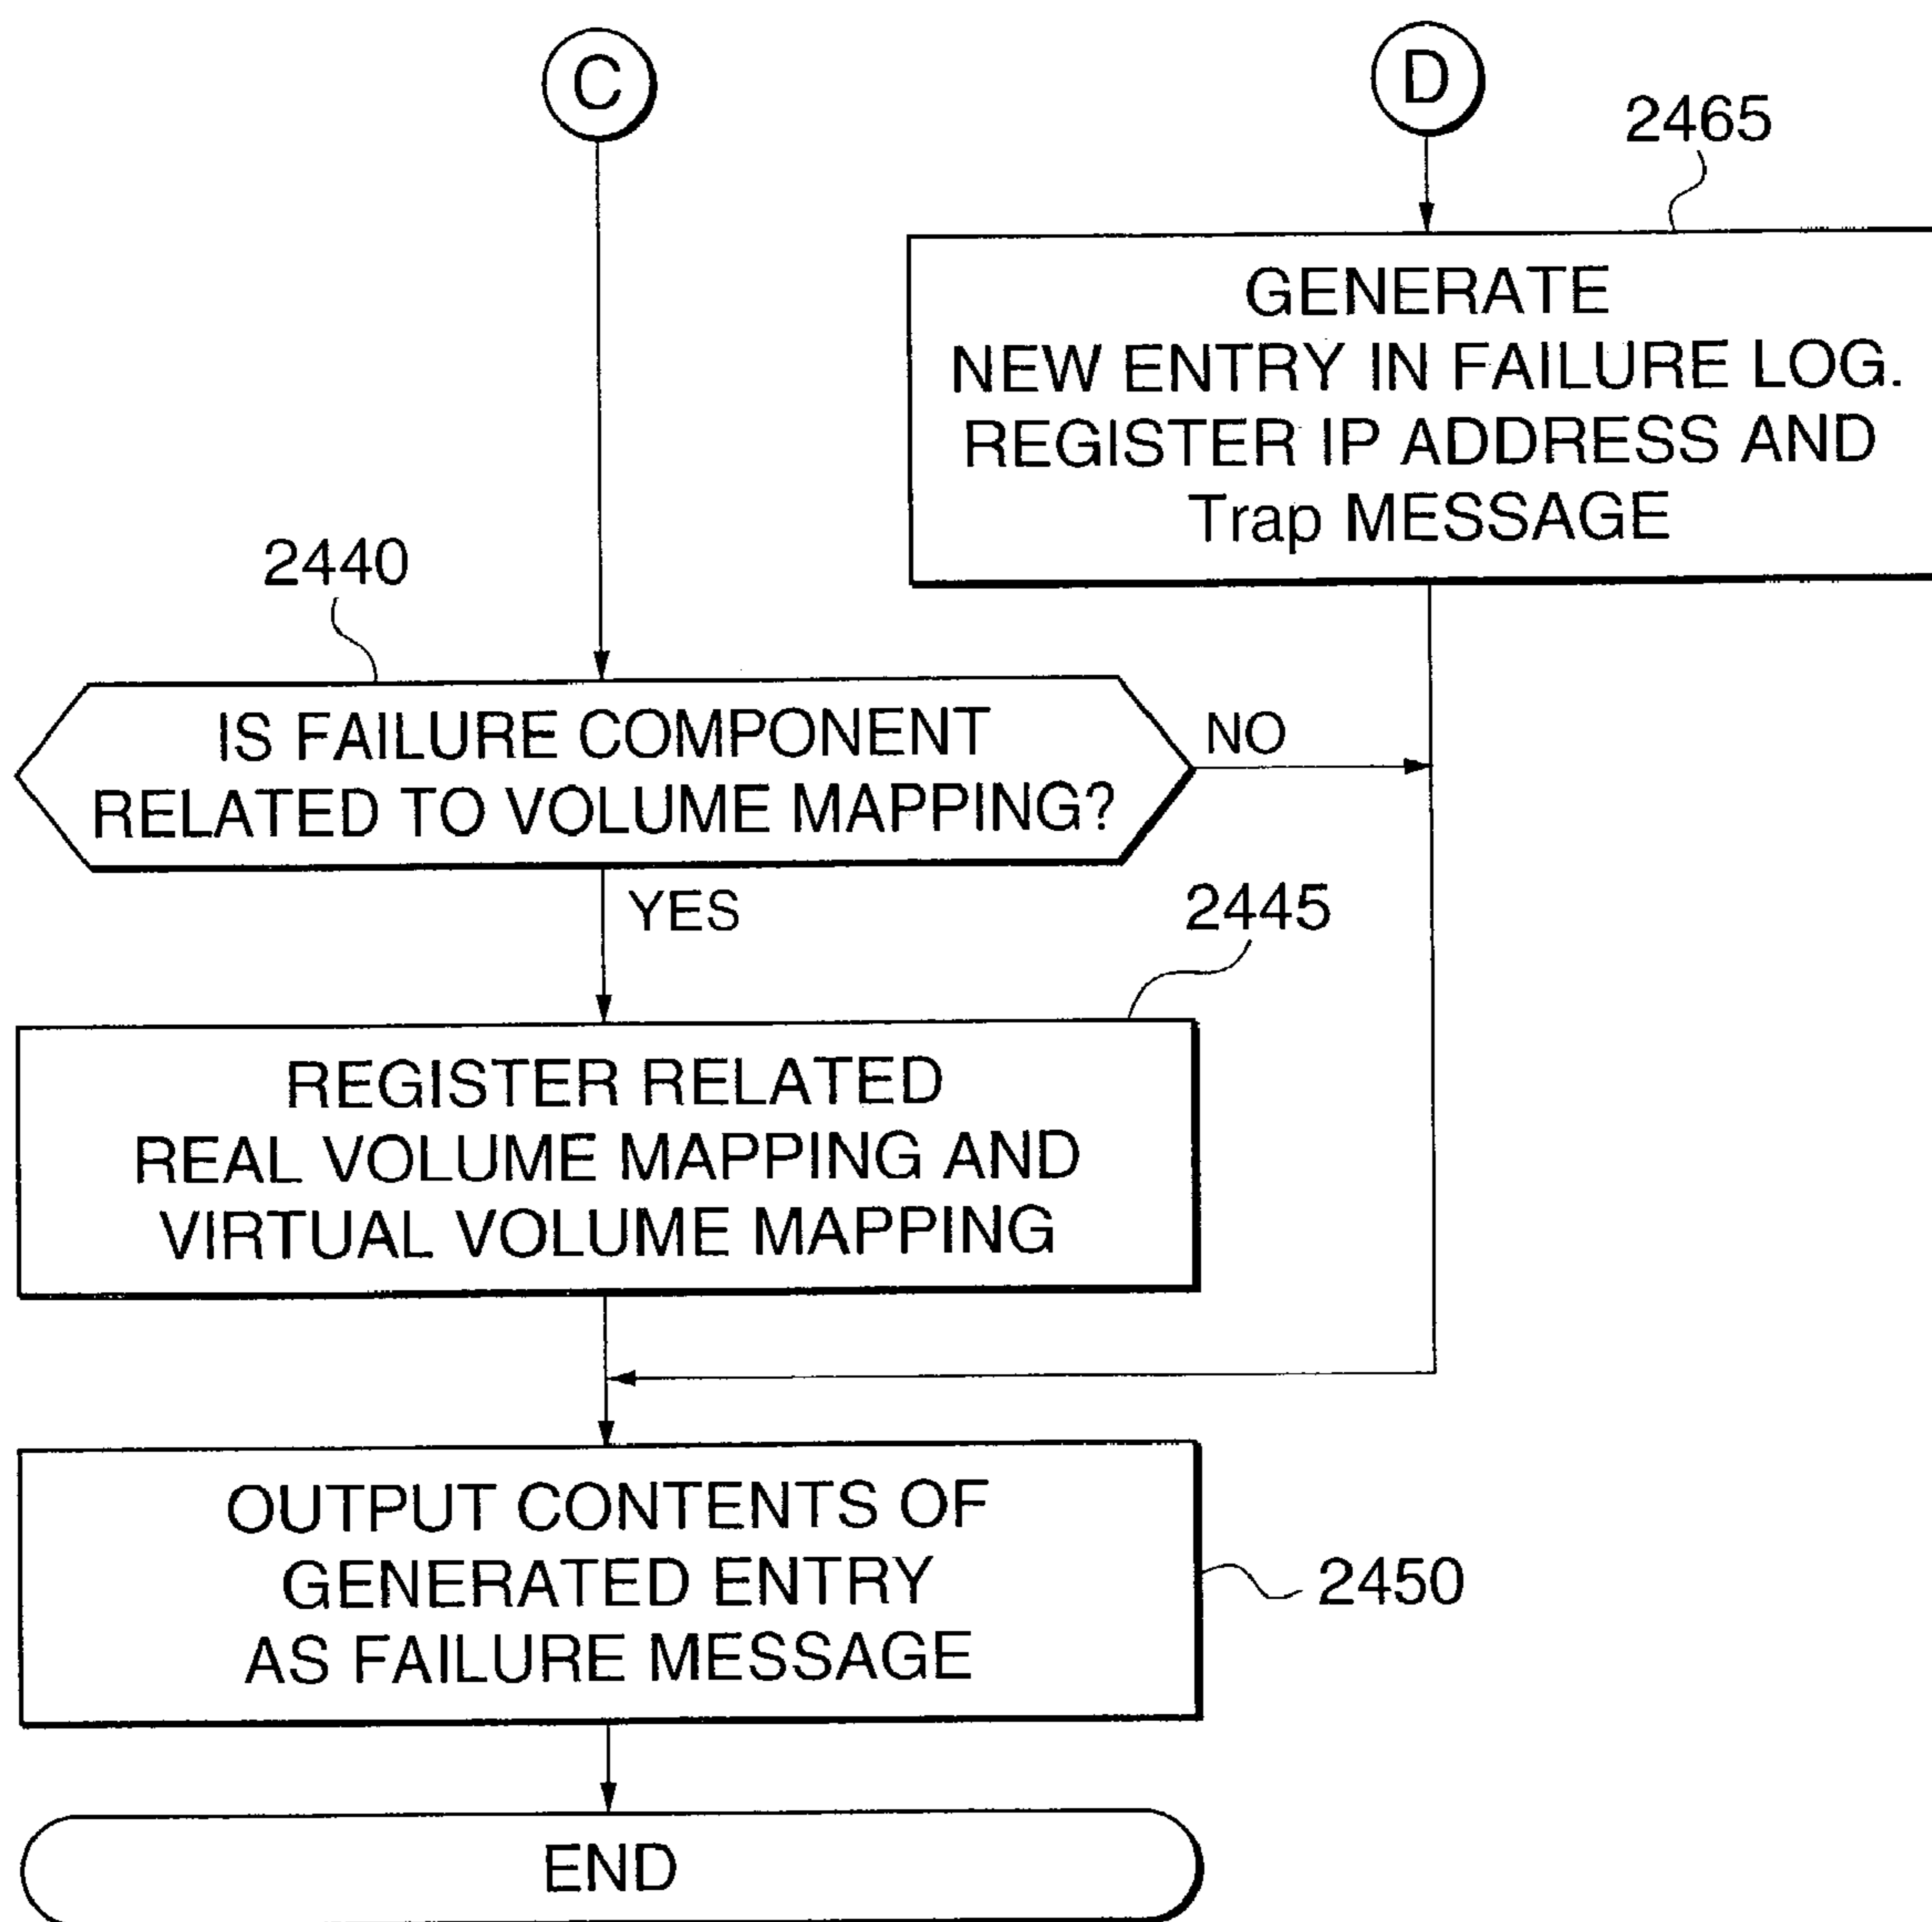 C
D
2465
GENERATE
NEW ENTRY IN FAILURE LOG.
REGISTER IP ADDRESS AND
Trap MESSAGE
2440
IS FAILURE COMPONENT
RELATED TO VOLUME MAPPING?
NO
YES
2445
REGISTER RELATED
REAL VOLUME MAPPING AND
VIRTUAL VOLUME MAPPING
OUTPUT CONTENTS OF
GENERATED ENTRY
AS FAILURE MESSAGE
2450
END